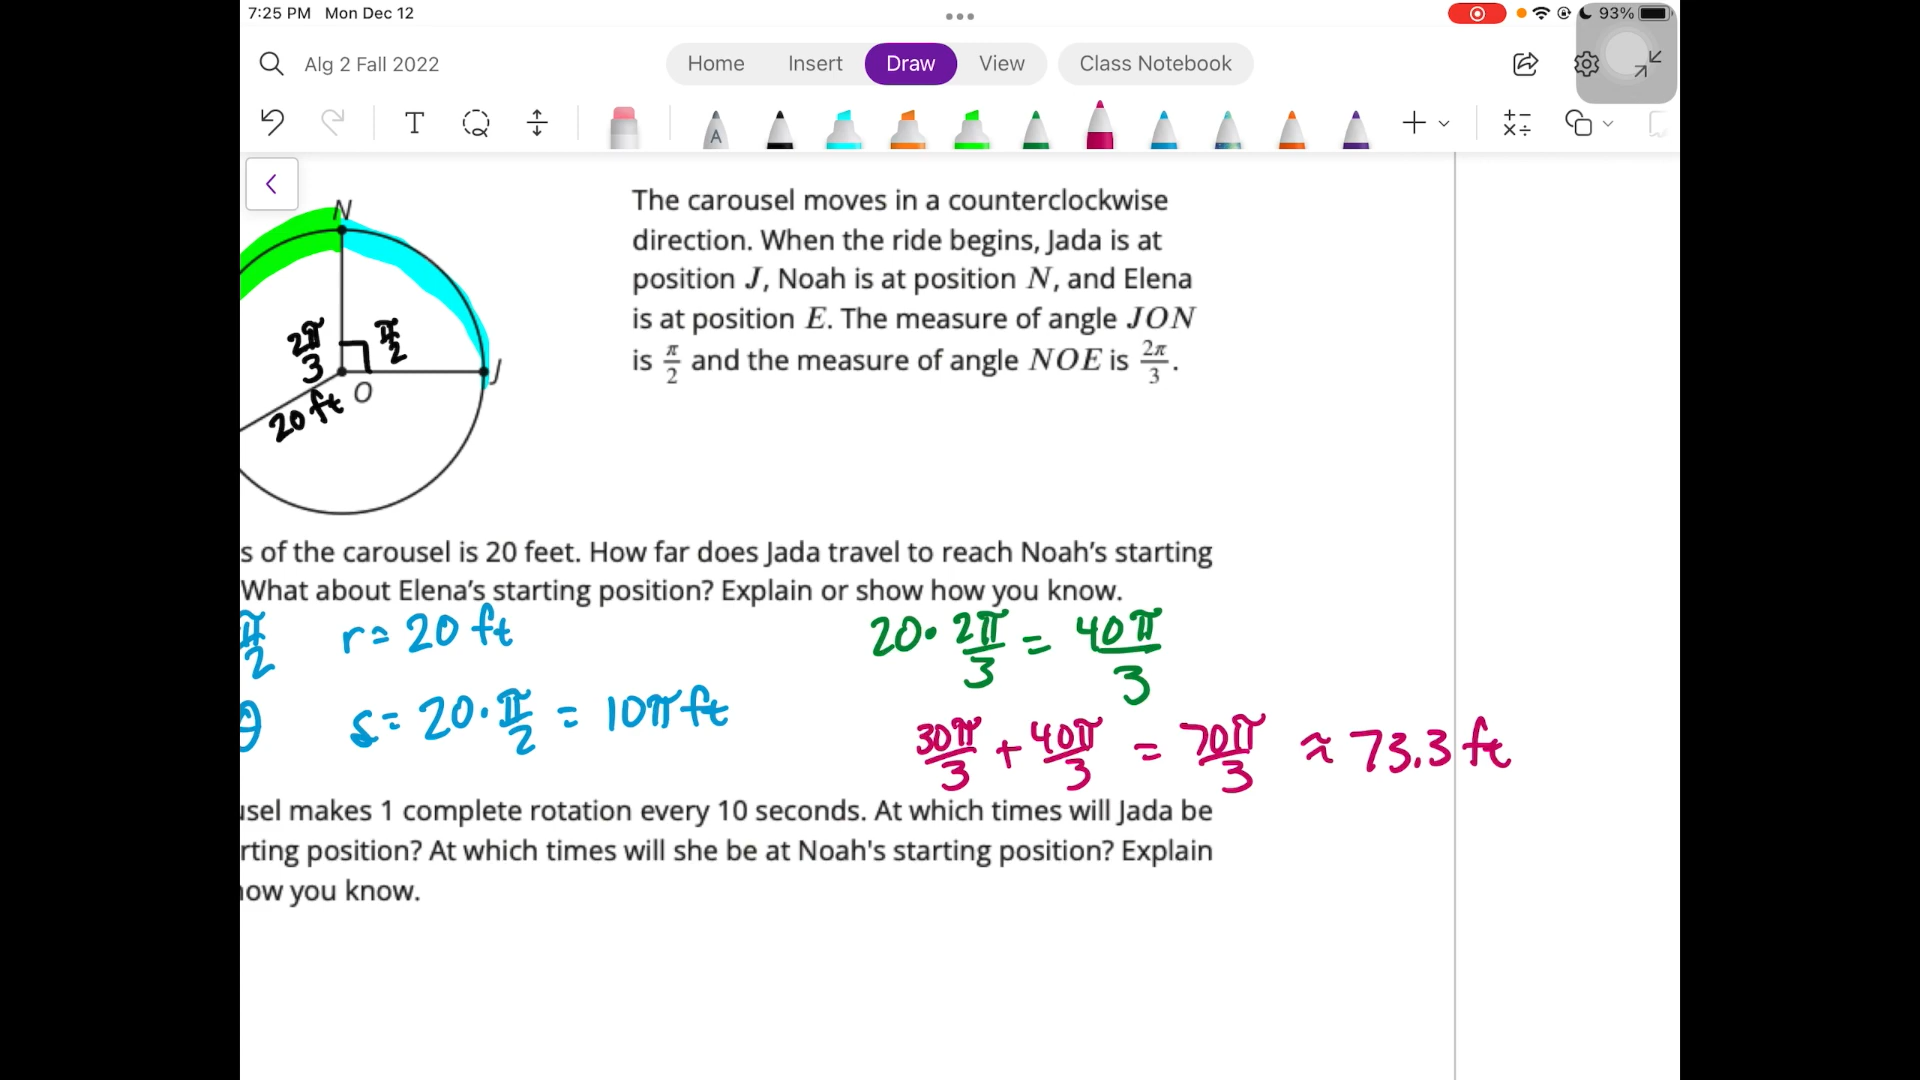 7:25 PM Mon Dec 12
93%
Alg 2 Fall 2022
Home Insert Draw View Class Notebook
T A
The carousel moves in a counterclockwise
direction. When the ride begins, Jada is at
position J, Noah is at position N, and Elena
is at position E. The measure of angle JON
is π/2 and the measure of angle NOE is 2π/3.
N
2π/3 π/2
J
O
20 ft
s of the carousel is 20 feet. How far does Jada travel to reach Noah's starting
What about Elena's starting position? Explain or show how you know.
π/2 r = 20 ft
20 · 2π/3 = 40π/3
θ s = 20 · π/2 = 10π ft
30π/3 + 40π/3 = 70π/3 ≈ 73.3 ft
usel makes 1 complete rotation every 10 seconds. At which times will Jada be
rting position? At which times will she be at Noah's starting position? Explain
how you know.